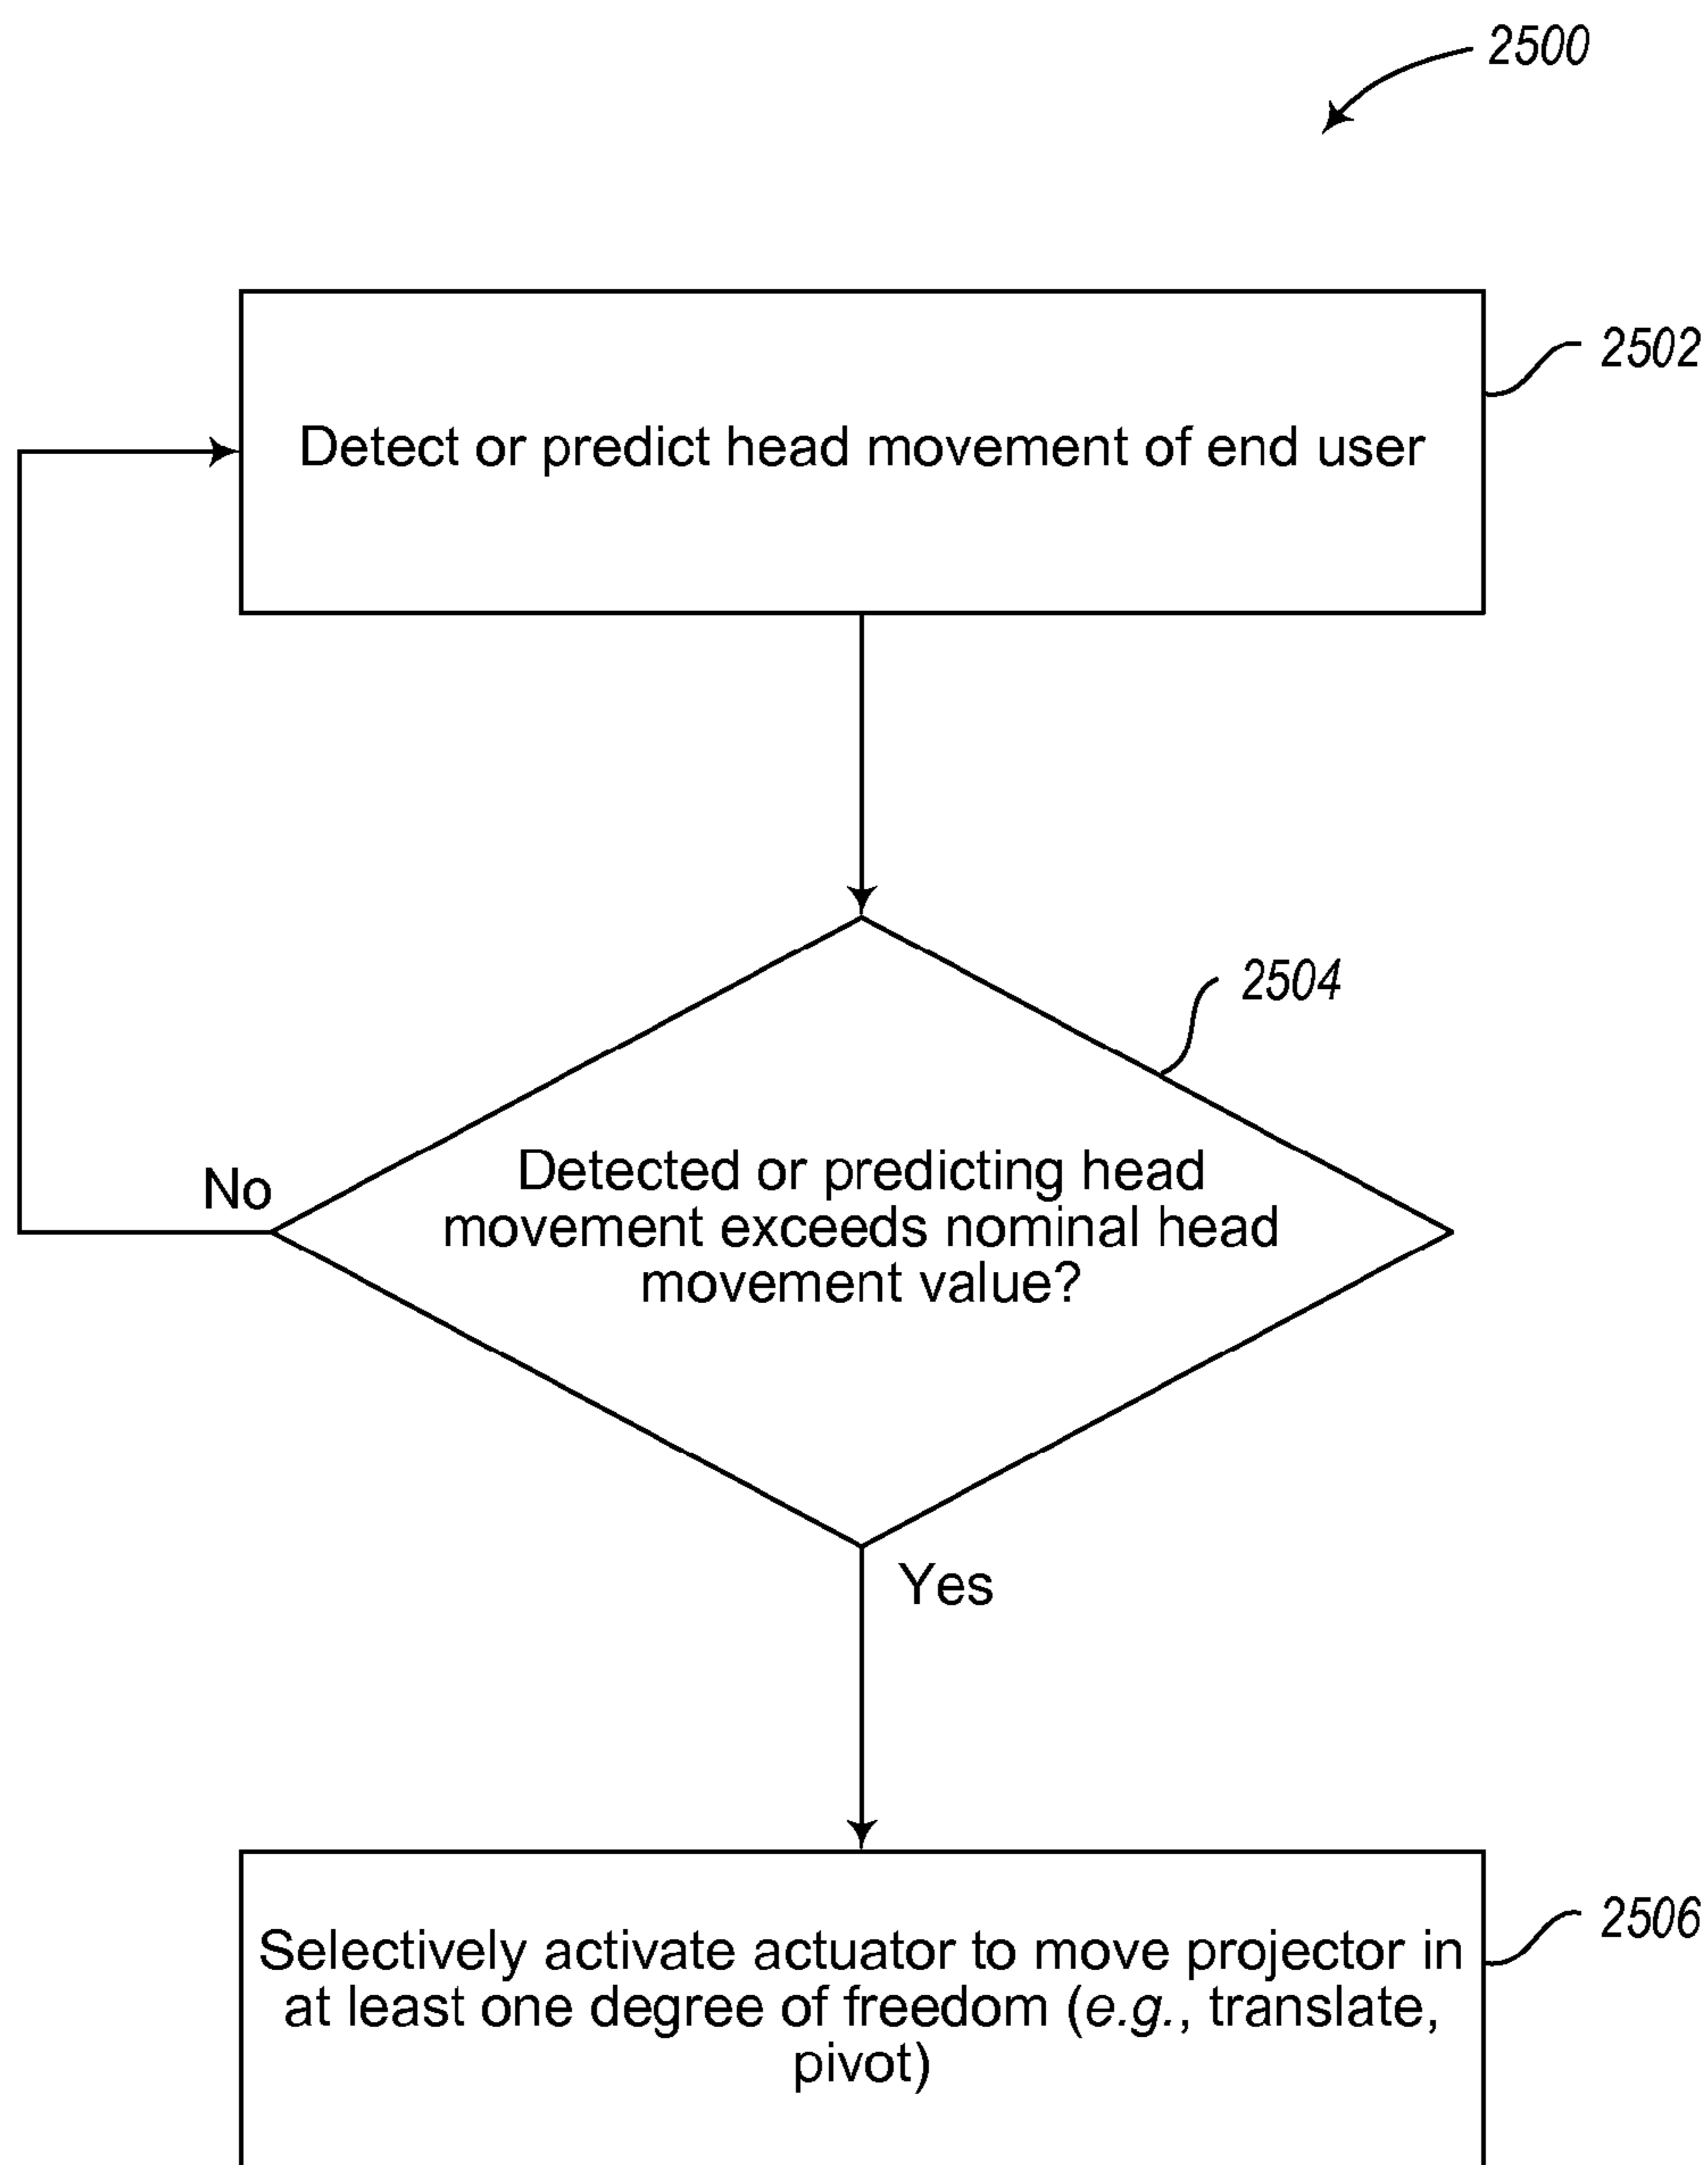 2500
2502
Detect or predict head movement of end user
2504
Detected or predicting head
movement exceeds nominal head
movement value?
No
Yes
2506
Selectively activate actuator to move projector in
at least one degree of freedom (e.g., translate,
pivot)